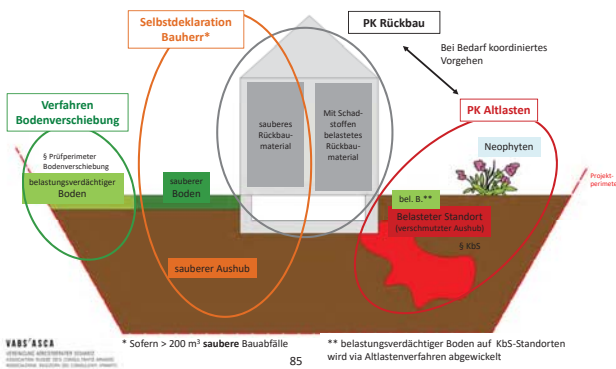 Selbstdeklaration
Bauherr*
PK Rückbau
Bei Bedarf koordiniertes
Vorgehen
Verfahren
Bodenverschiebung
PK Altlasten
sauberes
Rückbau-
material
Mit Schad-
stoffen
belastetes
Rückbau-
material
Neophyten
§ Prüfperimeter
Bodenverschiebung
belastungsverdächtiger
Boden
sauberer
Boden
bel. B.**
Projekt-
perimeter
Belasteter Standort
(verschmutzter Aushub)
§ KbS
sauberer Aushub
VABS'ASCA
* Sofern > 200 m³ saubere Bauabfälle
** belastungsverdächtiger Boden auf KbS-Standorten
wird via Altlastenverfahren abgewickelt
85